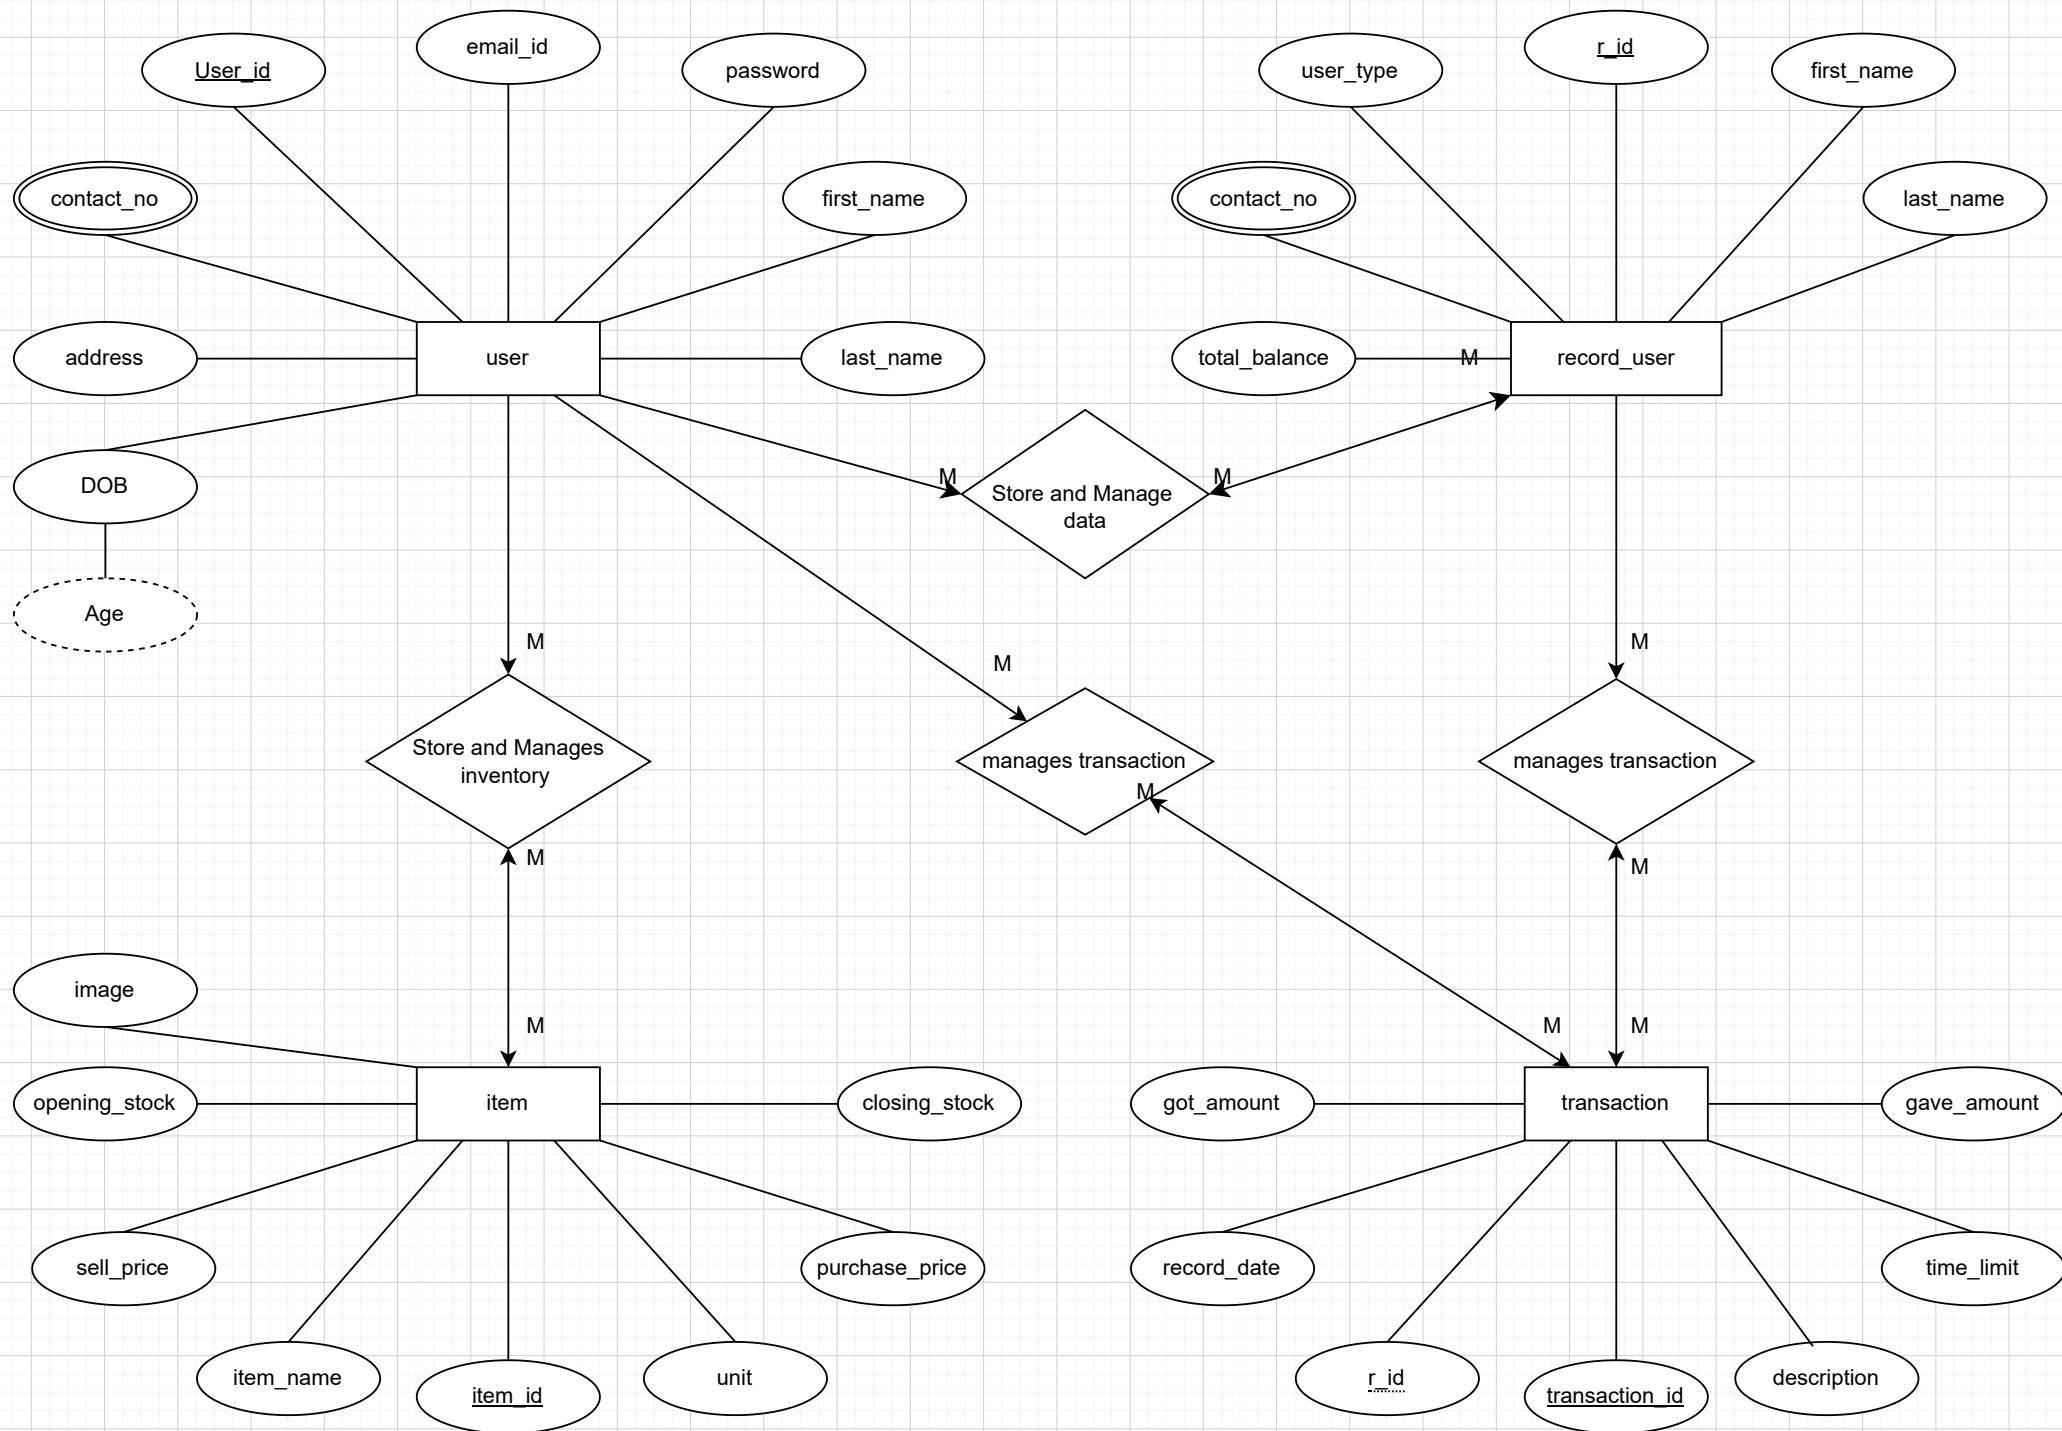 email_id
r_id
User_id
password
user_type
first_name
contact_no
first_name
contact_no
last_name
address
user
last_name
total_balance
M
record_user
DOB
M
M
Store and Manage
data
Age
M
M
M
Store and Manages
inventory
manages transaction
manages transaction
M
M
M
image
M
M
M
opening_stock
item
closing_stock
got_amount
transaction
gave_amount
sell_price
purchase_price
record_date
time_limit
item_name
unit
r_id
description
item_id
transaction_id